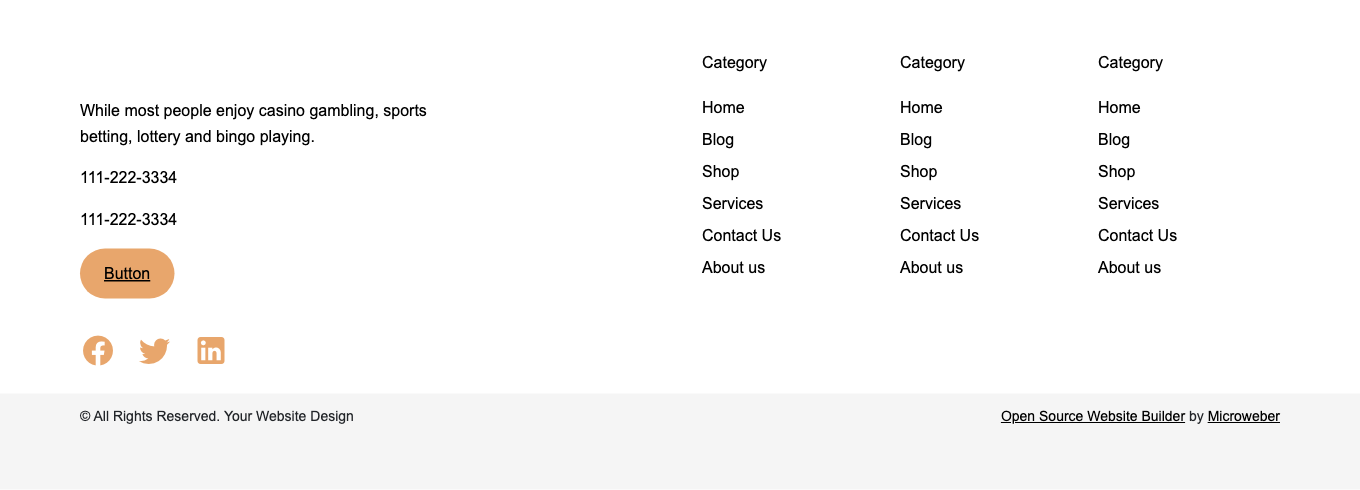 While most people enjoy casino gambling, sports
betting, lottery and bingo playing.
111-222-3334
111-222-3334
Button
Category
Home
Blog
Shop
Services
Contact Us
About us
Category
Home
Blog
Shop
Services
Contact Us
About us
Category
Home
Blog
Shop
Services
Contact Us
About us
© All Rights Reserved. Your Website Design
Open Source Website Builder by Microweber